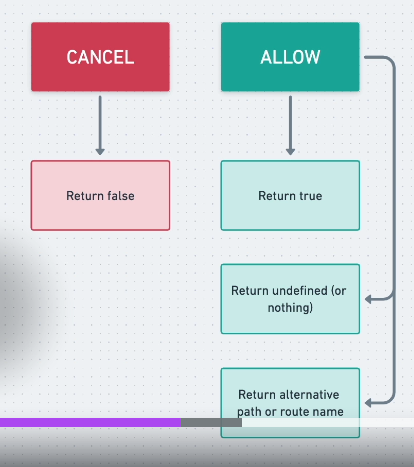 CANCEL
ALLOW
Return false
Return true
Return undefined (or
nothing)
Return alternative
path or route name